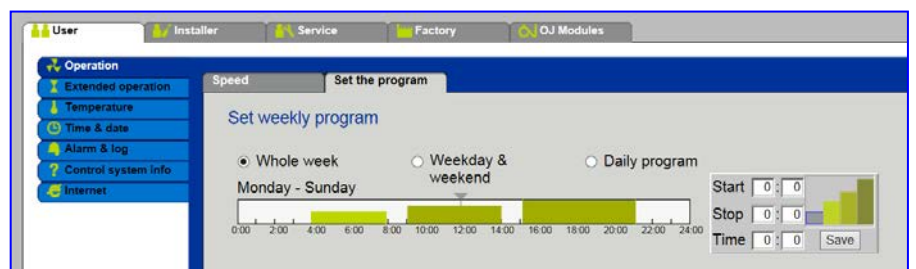 User Installer Service Factory OJ Modules
Operation
Extended operation
Temperature
Time & date
Alarm & log
Control system info
Internet
Speed Set the program
Set weekly program
Whole week Weekday & weekend Daily program
Monday - Sunday
0:00 2:00 4:00 6:00 8:00 10:00 12:00 14:00 16:00 18:00 20:00 22:00 24:00
Start 0 : 0
Stop 0 : 0
Time 0 : 0 Save